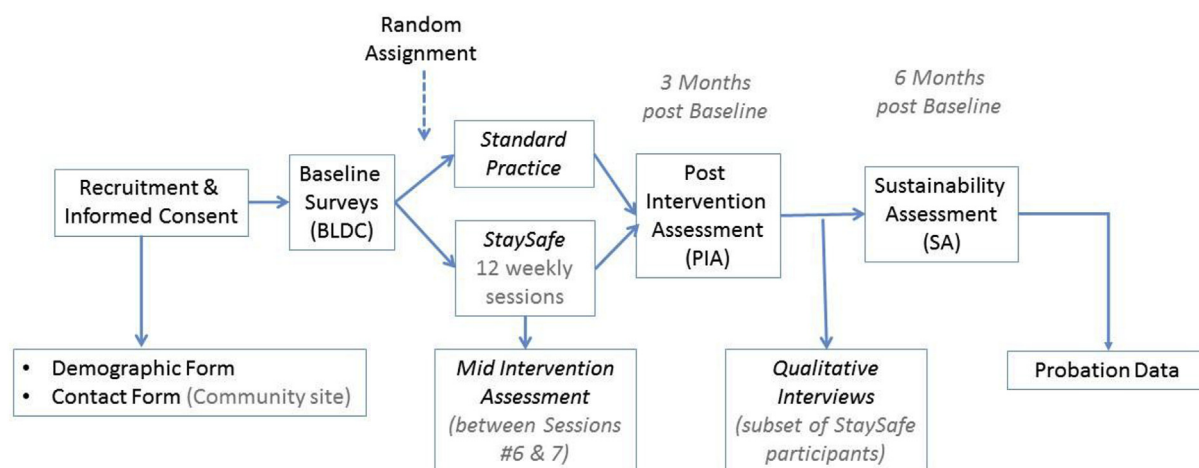 Random
Assignment
3 Months
post Baseline
6 Months
post Baseline
Recruitment &
Informed Consent
Baseline
Surveys
(BLDC)
Standard
Practice
StaySafe
12 weekly
sessions
Post
Intervention
Assessment
(PIA)
Sustainability
Assessment
(SA)
• Demographic Form
• Contact Form (Community site)
Mid Intervention
Assessment
(between Sessions
#6 & 7)
Qualitative
Interviews
(subset of StaySafe
participants)
Probation Data